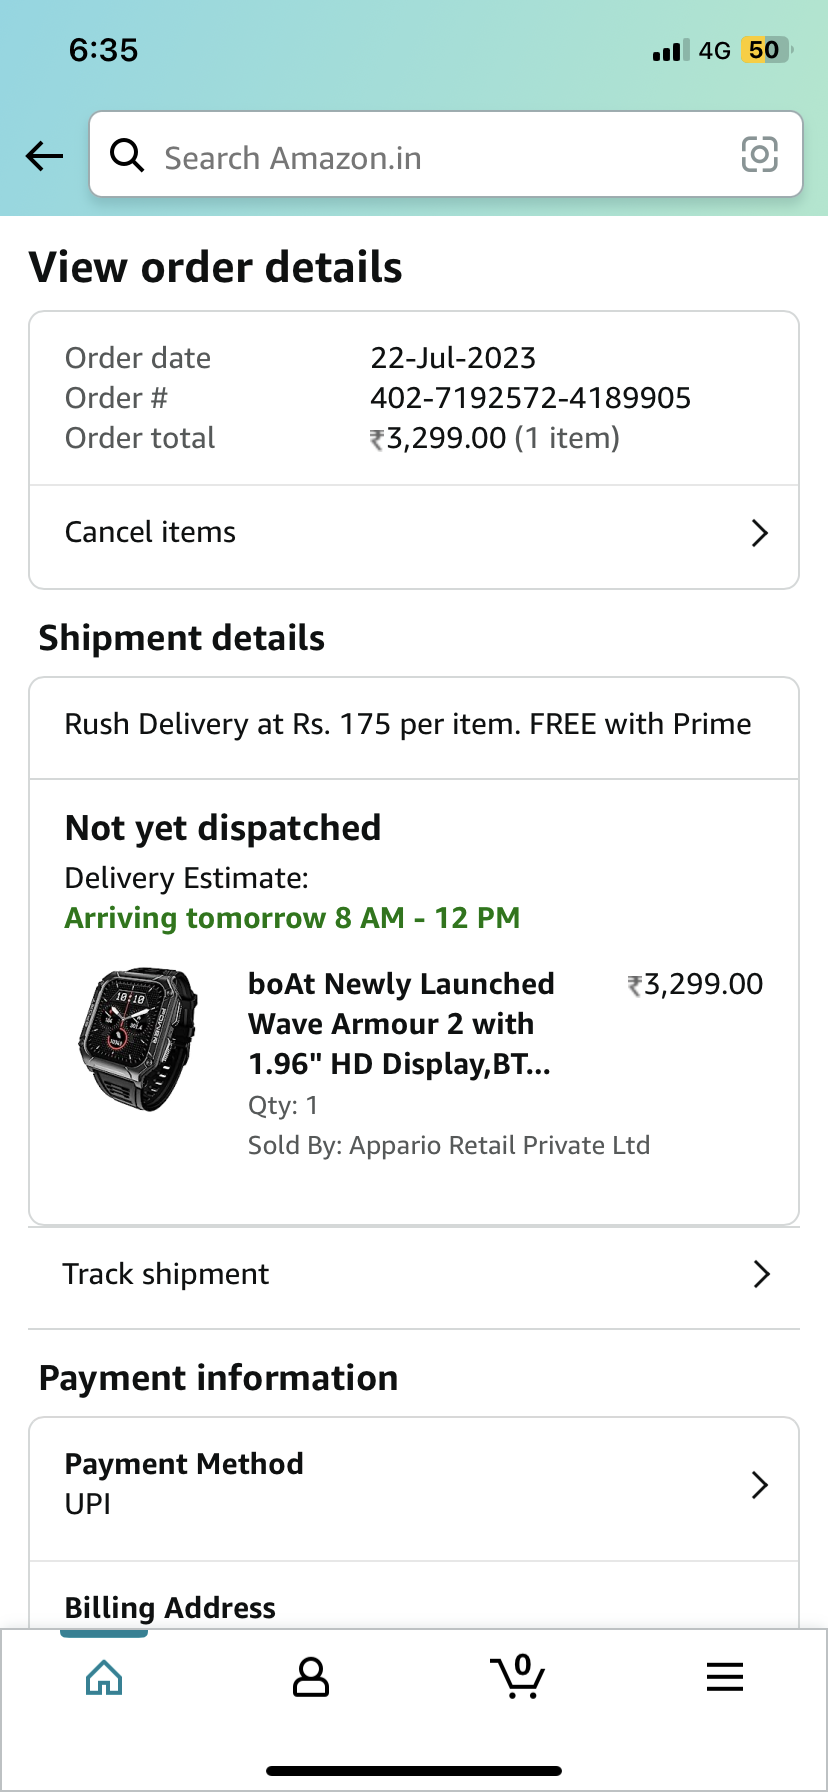 6:35
4G 50
Search Amazon.in
View order details
Order date 22-Jul-2023
Order # 402-7192572-4189905
Order total ₹3,299.00 (1 item)
Cancel items
Shipment details
Rush Delivery at Rs. 175 per item. FREE with Prime
Not yet dispatched
Delivery Estimate:
Arriving tomorrow 8 AM - 12 PM
10:10
boAt Newly Launched ₹3,299.00
Wave Armour 2 with
1.96" HD Display,BT...
Qty: 1
Sold By: Appario Retail Private Ltd
Track shipment
Payment information
Payment Method
UPI
Billing Address
0